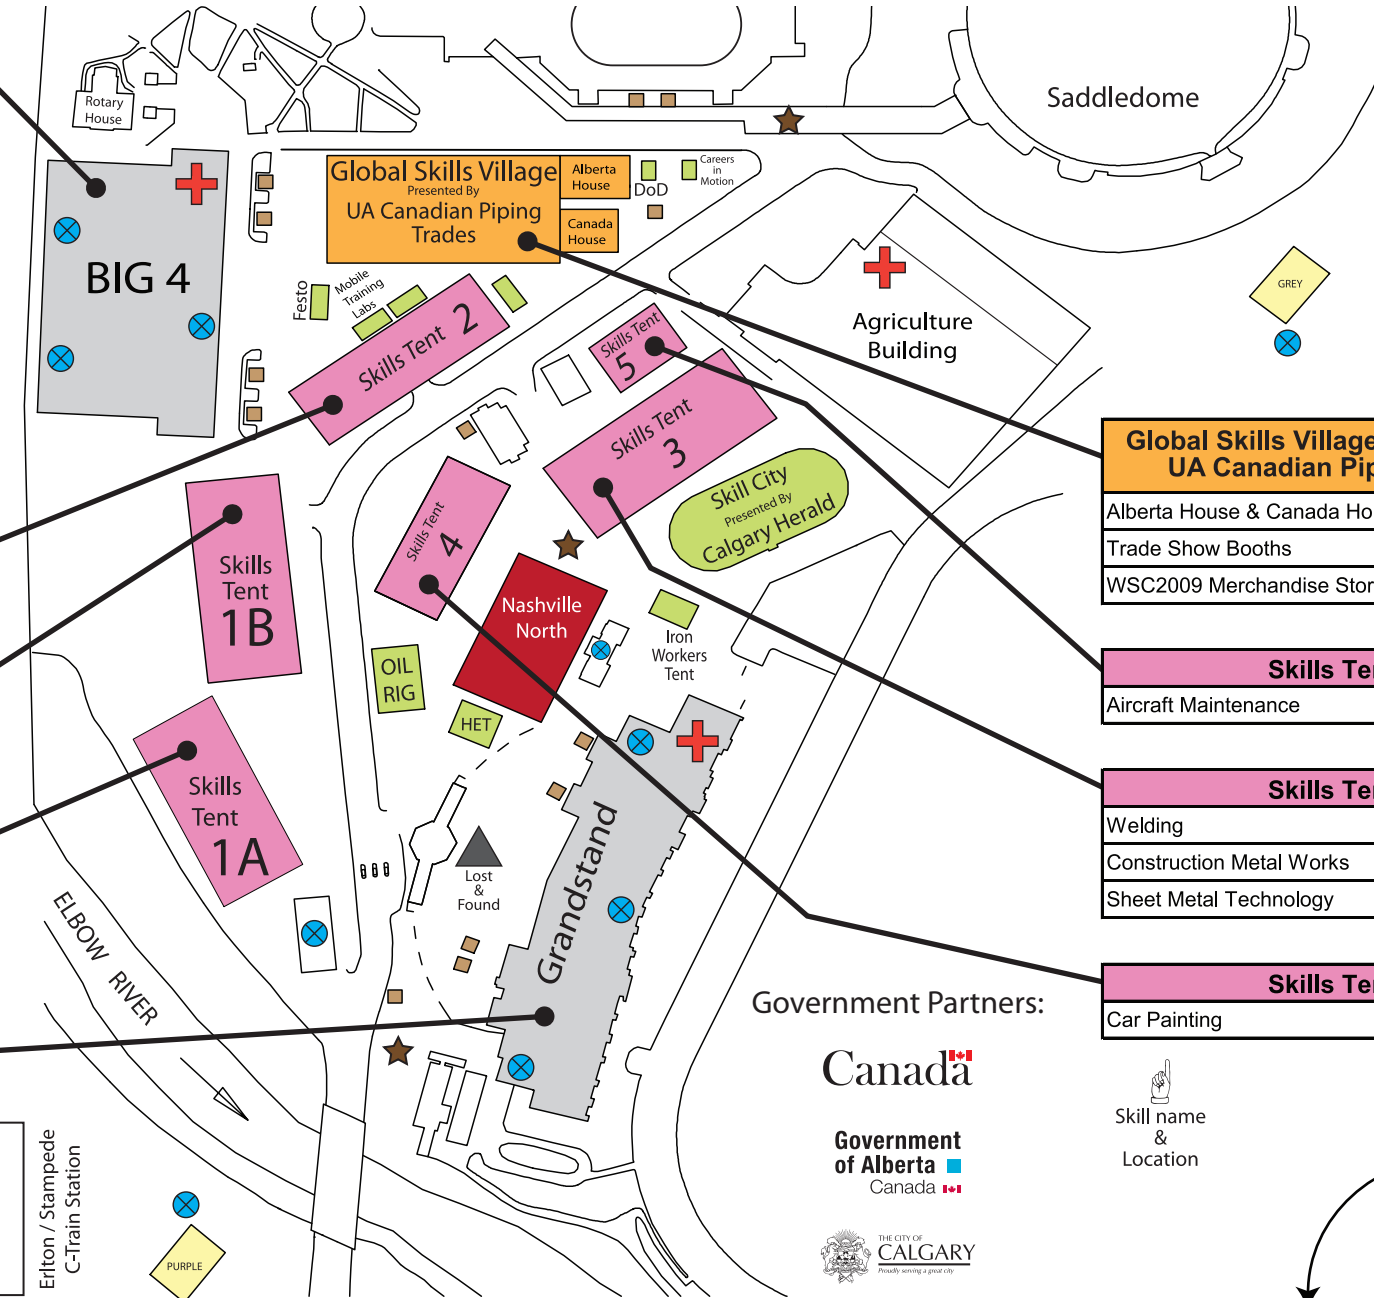 Rotary
House
Saddledome
Global Skills Village
Presented By
UA Canadian Piping
Trades
Alberta
House
Canada
House
DoD
Careers
in
Motion
BIG 4
Festo
Mobile
Training
Labs
Skills Tent 2
Skills Tent
5
Agriculture
Building
GREY
Skills Tent
3
Skill City
Presented By
Calgary Herald
Skills Tent
4
Skills
Tent
1B
Nashville
North
Iron
Workers
Tent
OIL
RIG
HET
Skills
Tent
1A
Grandstand
Lost
&
Found
ELBOW RIVER
Erlton / Stampede
C-Train Station
PURPLE
Global Skills Village
UA Canadian Pip
Alberta House & Canada Ho
Trade Show Booths
WSC2009 Merchandise Stor
Skills Te
Aircraft Maintenance
Skills Te
Welding
Construction Metal Works
Sheet Metal Technology
Skills Te
Car Painting
Government Partners:
Canada
Government
of Alberta
Canada
THE CITY OF
CALGARY
Proudly serving a great city
Skill name
&
Location